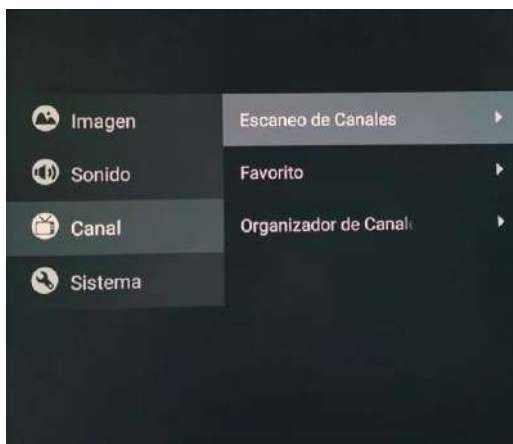 Imagen
Sonido
Canal
Sistema
Escaneo de Canales
Favorito
Organizador de Canal